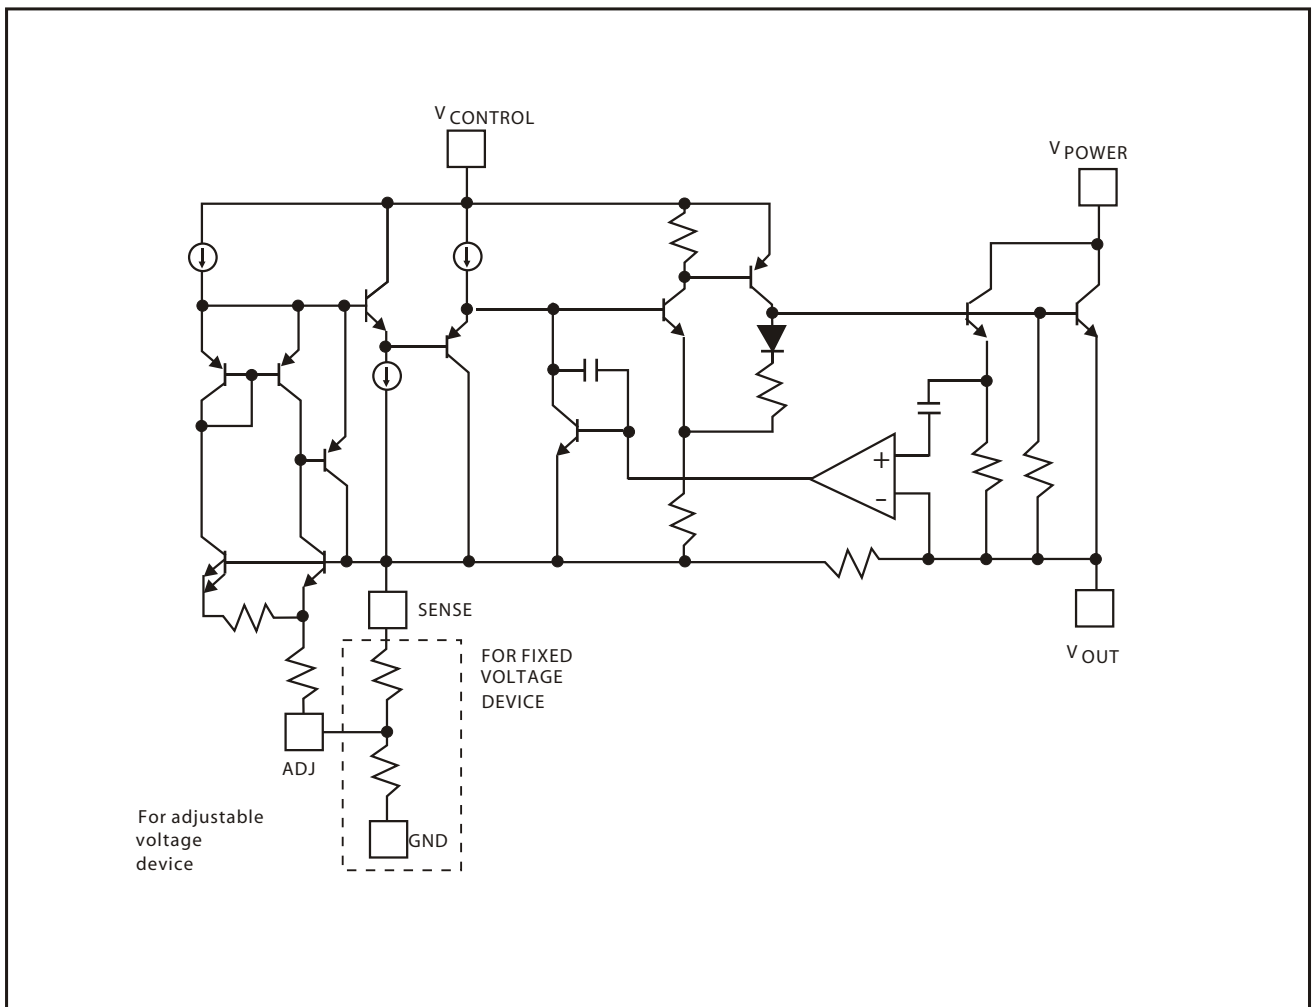 V CONTROL
V POWER
+
–
SENSE
V OUT
FOR FIXED
VOLTAGE
DEVICE
ADJ
For adjustable
voltage
device
GND